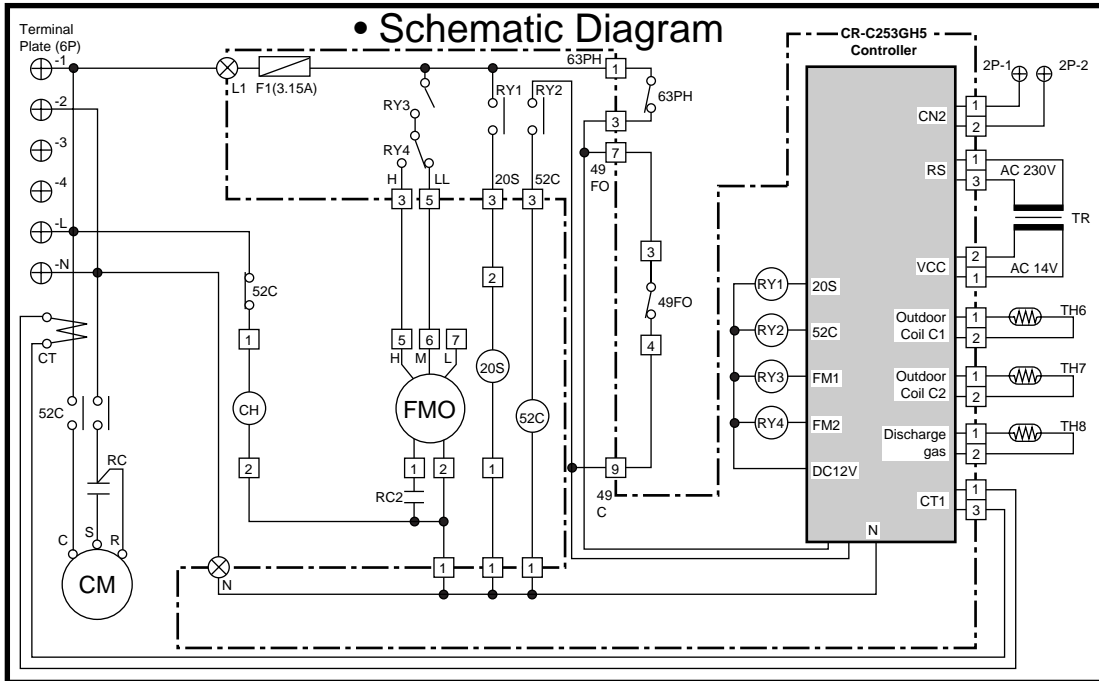 • Schematic Diagram
Terminal
Plate (6P)
-1
-2
-3
-4
-L
-N
L1
F1(3.15A)
RY3
RY4
H
LL
RY1
RY2
20S
52C
3
5
3
3
63PH
1
63PH
3
7
49
FO
3
49FO
4
9
49
C
52C
1
CH
2
CT
52C
RC
C
S
R
CM
5
6
7
H
M
L
FMO
1
2
RC2
2
20S
1
52C
N
1
1
1
CR-C253GH5
Controller
2P-1
2P-2
CN2
1
2
RS
1
3
AC 230V
TR
VCC
2
1
AC 14V
RY1
20S
RY2
52C
RY3
FM1
RY4
FM2
DC12V
Outdoor
Coil C1
1
2
TH6
Outdoor
Coil C2
1
2
TH7
Discharge
gas
1
2
TH8
CT1
1
3
N